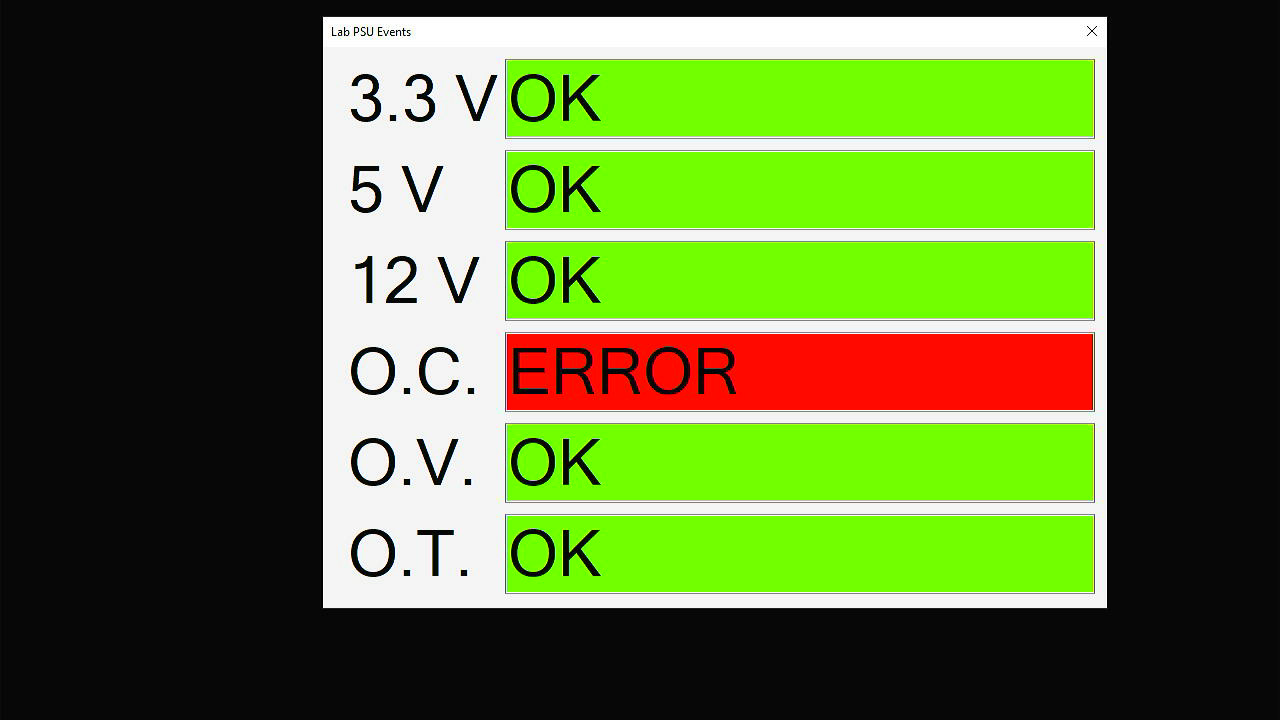 Lab PSU Events
3.3 V OK
5 V OK
12 V OK
O.C. ERROR
O.V. OK
O.T. OK